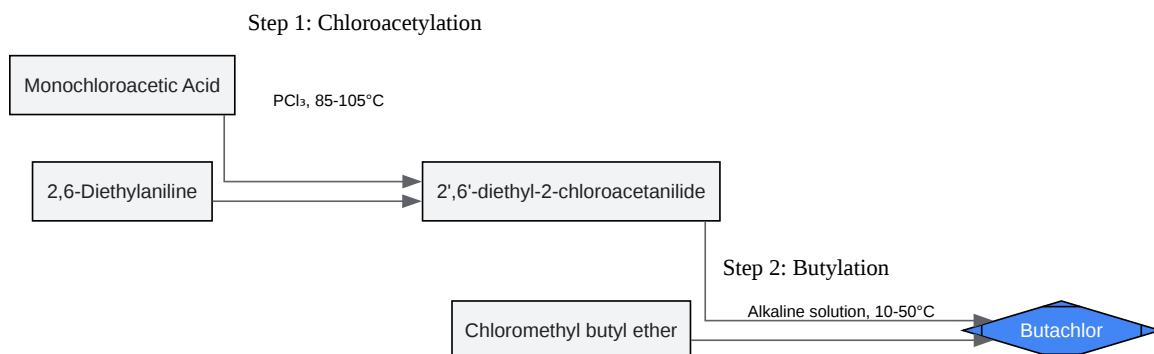 Step 1: Chloroacetylation
Monochloroacetic Acid
PCl₃, 85-105°C
2,6-Diethylaniline
2',6'-diethyl-2-chloroacetanilide
Step 2: Butylation
Alkaline solution, 10-50°C
Chloromethyl butyl ether
Butachlor